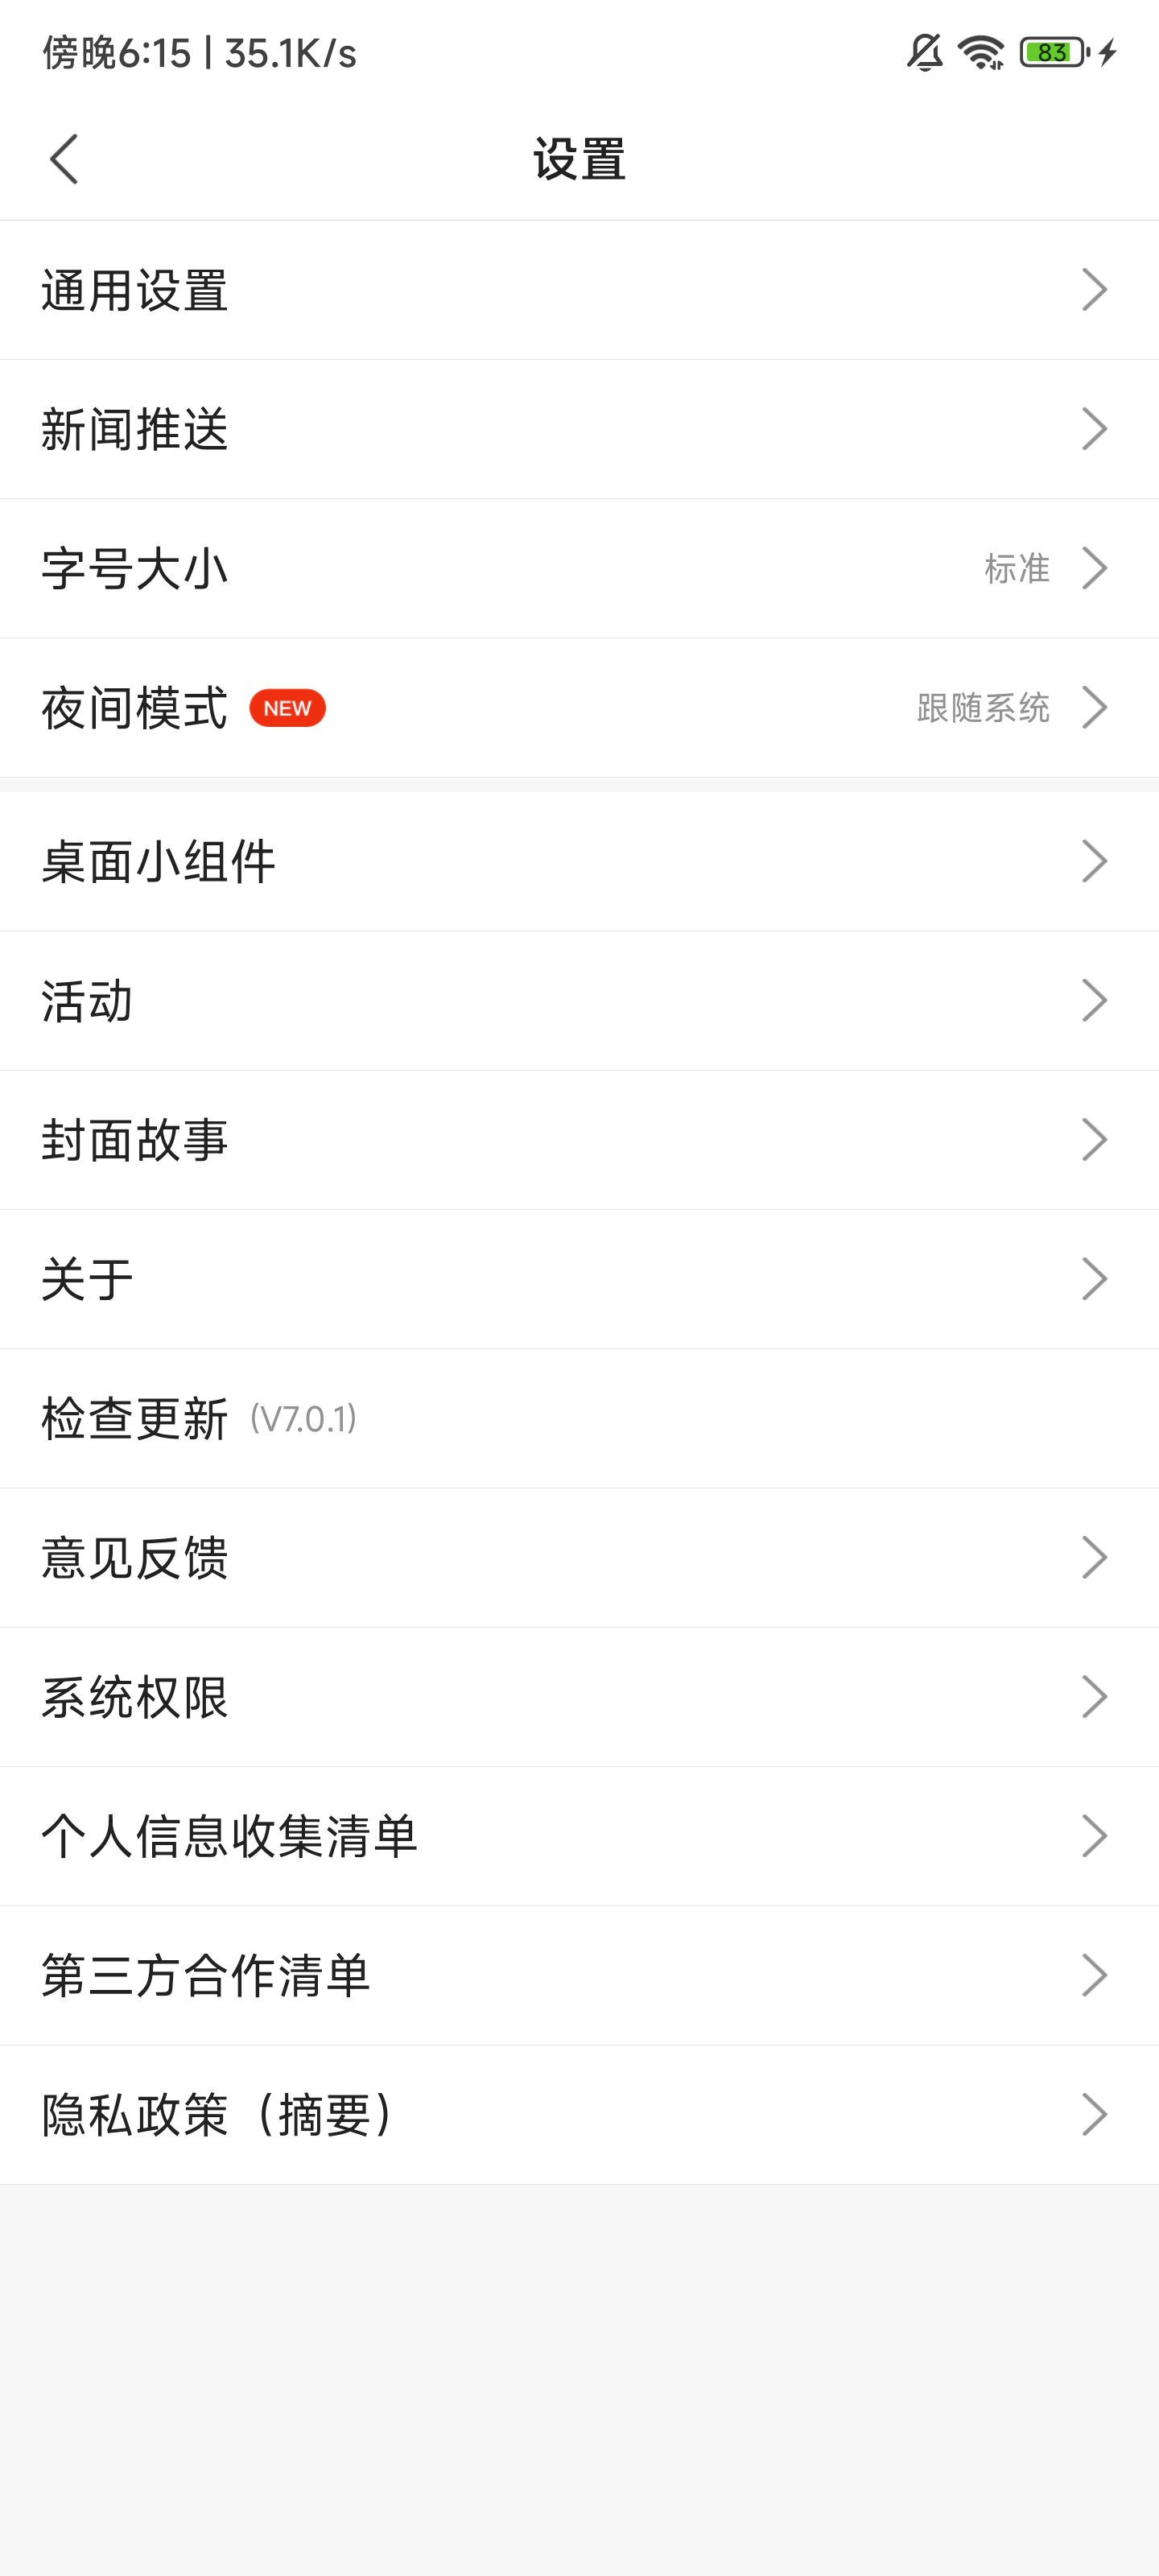 傍晚6:15 | 35.1K/s
83
设置
通用设置
新闻推送
字号大小 标准
夜间模式 NEW 跟随系统
桌面小组件
活动
封面故事
关于
检查更新 (V7.0.1)
意见反馈
系统权限
个人信息收集清单
第三方合作清单
隐私政策（摘要）